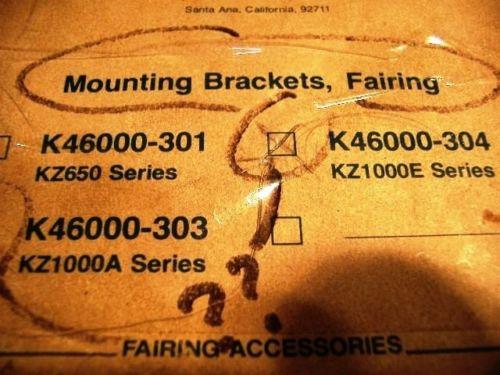 Santa Ana, California, 92711
Mounting Brackets, Fairing
K46000-301
KZ650 Series
K46000-304
KZ1000E Series
K46000-303
KZ1000A Series
??
FAIRING ACCESSORIES